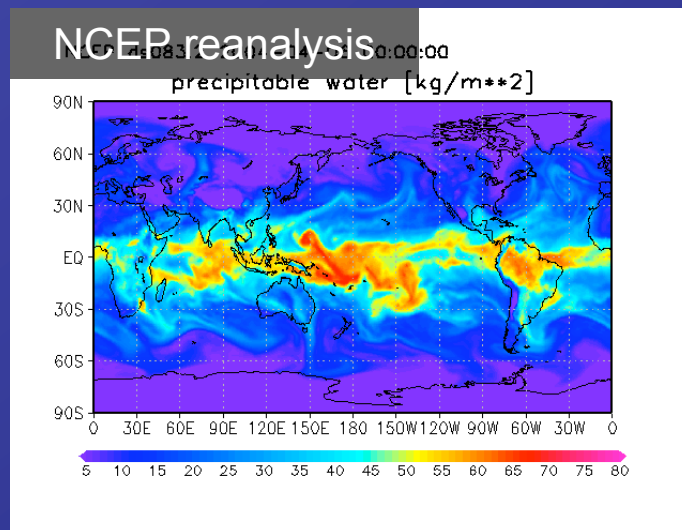 NCEP reanalysis
00:00
precipitable water [kg/m**2]
90N
60N
30N
EQ
30S
60S
90S
0 30E 60E 90E 120E 150E 180 150W 120W 90W 60W 30W 0
5 10 15 20 25 30 35 40 45 50 55 60 65 70 75 80